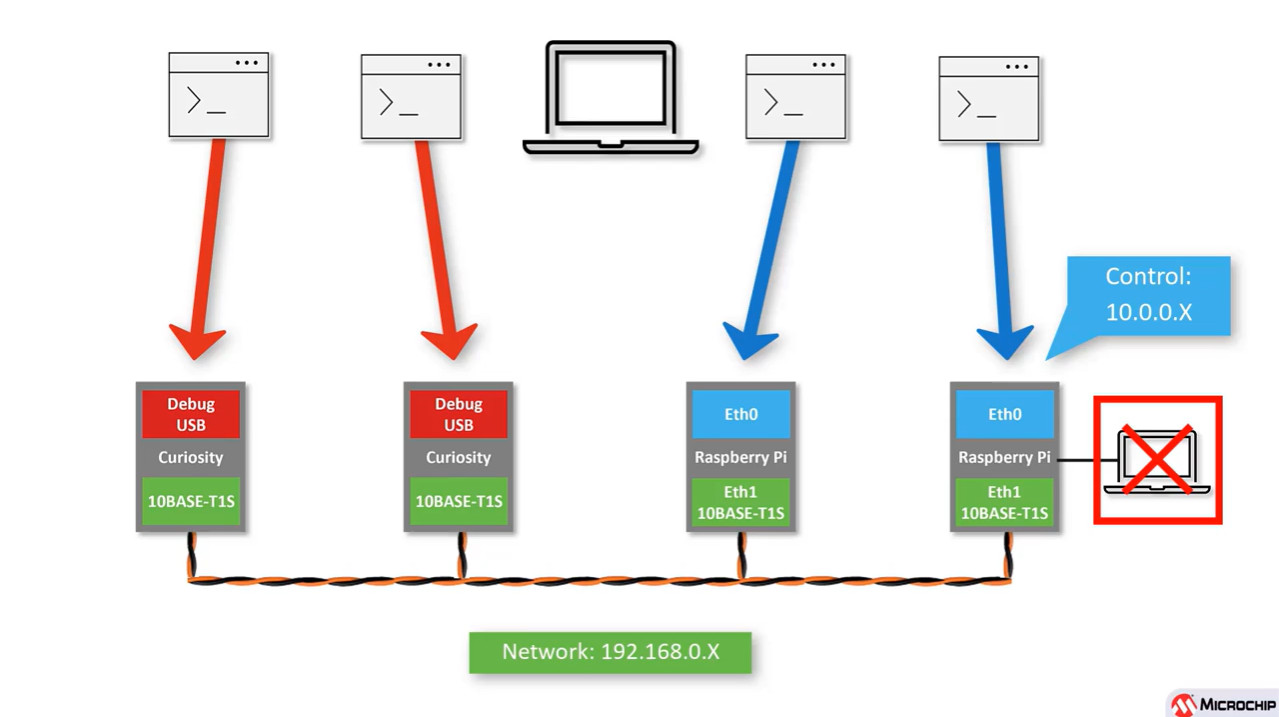 >_
>_
>_
>_
Control:
10.0.0.X
Debug
USB
Curiosity
10BASE-T1S
Debug
USB
Curiosity
10BASE-T1S
Eth0
Raspberry Pi
Eth1
10BASE-T1S
Eth0
Raspberry Pi
Eth1
10BASE-T1S
Network: 192.168.0.X
MICROCHIP